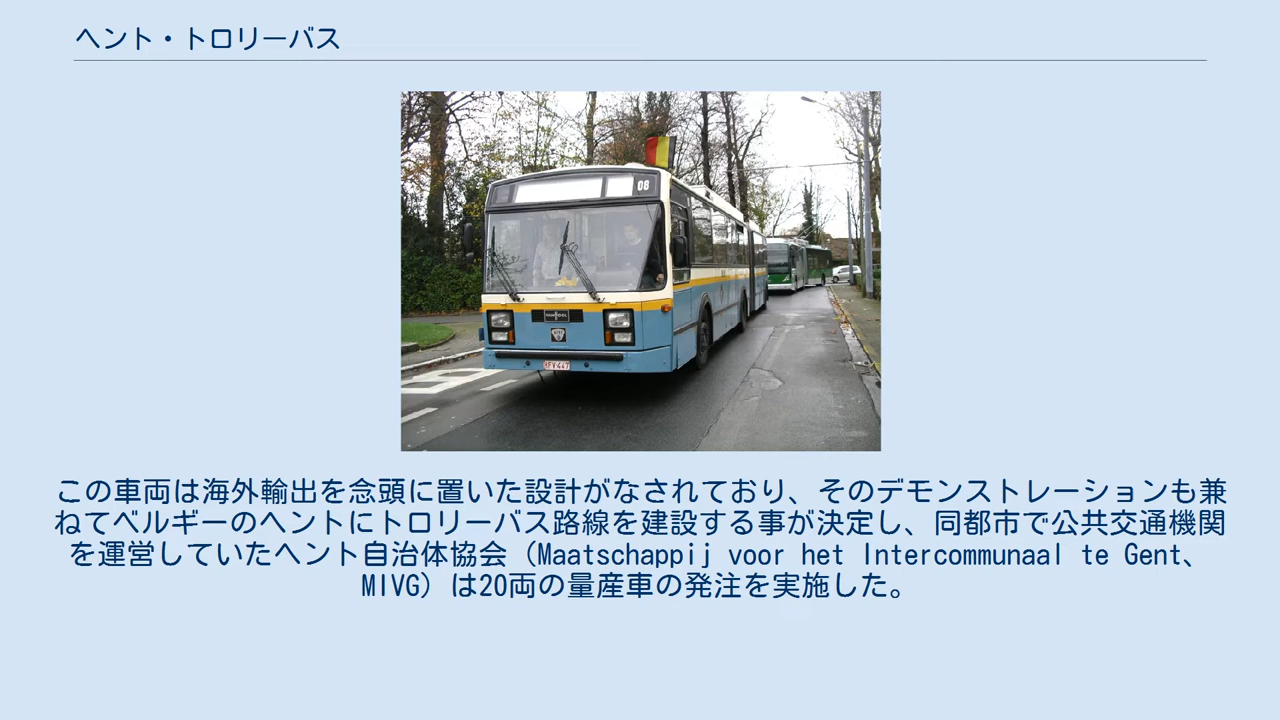 ヘント・トロリーバス
08
この車両は海外輸出を念頭に置いた設計がなされており、そのデモンストレーションも兼
ねてベルギーのヘントにトロリーバス路線を建設する事が決定し、同都市で公共交通機関
を運営していたヘント自治体協会（Maatschappij voor het Intercommunaal te Gent、
MIVG）は20両の量産車の発注を実施した。